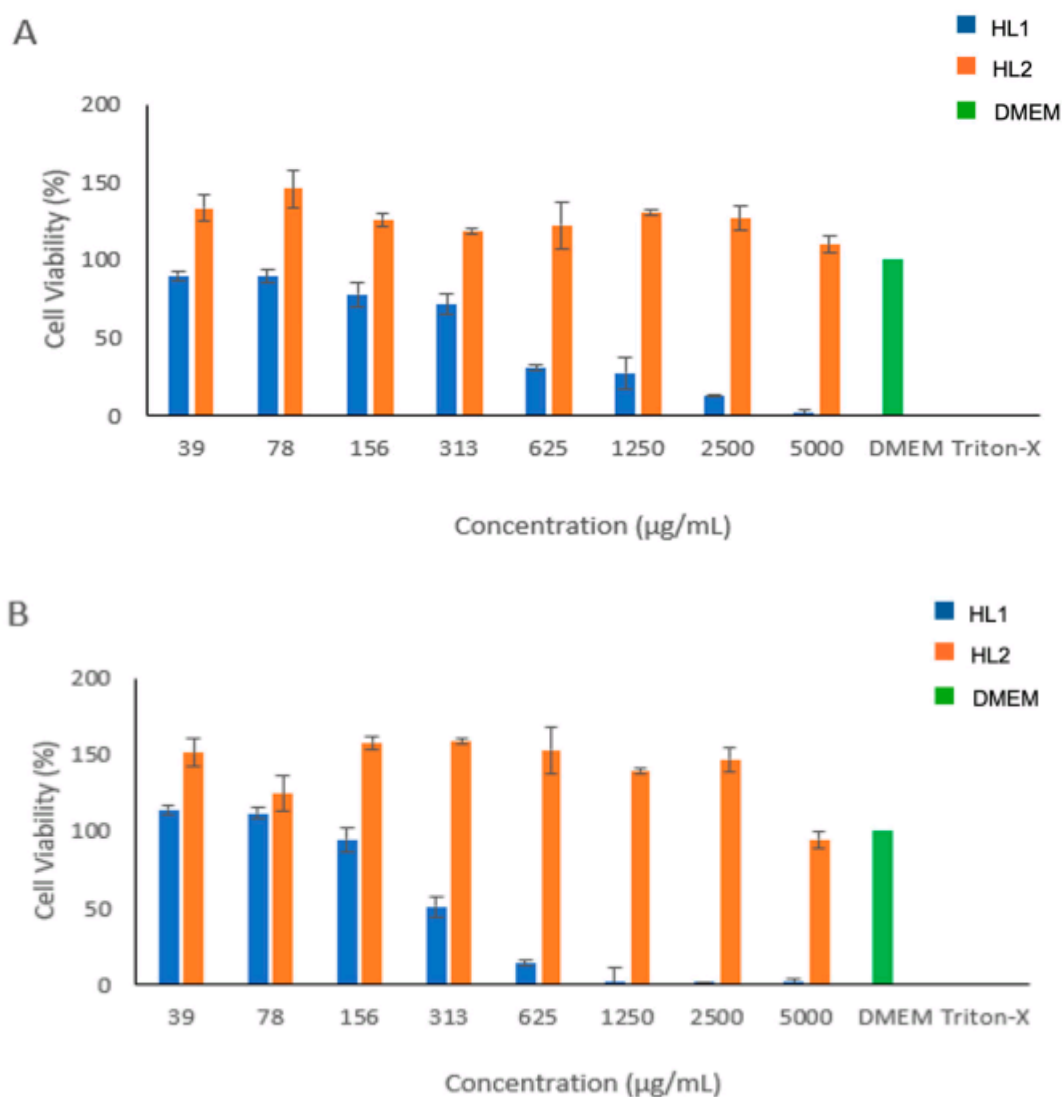 A
HL1
HL2
DMEM
200
150
100
50
0
Cell Viability (%)
39 78 156 313 625 1250 2500 5000 DMEM Triton-X
Concentration (µg/mL)
B
HL1
HL2
DMEM
200
150
100
50
0
Cell Viability (%)
39 78 156 313 625 1250 2500 5000 DMEM Triton-X
Concentration (µg/mL)